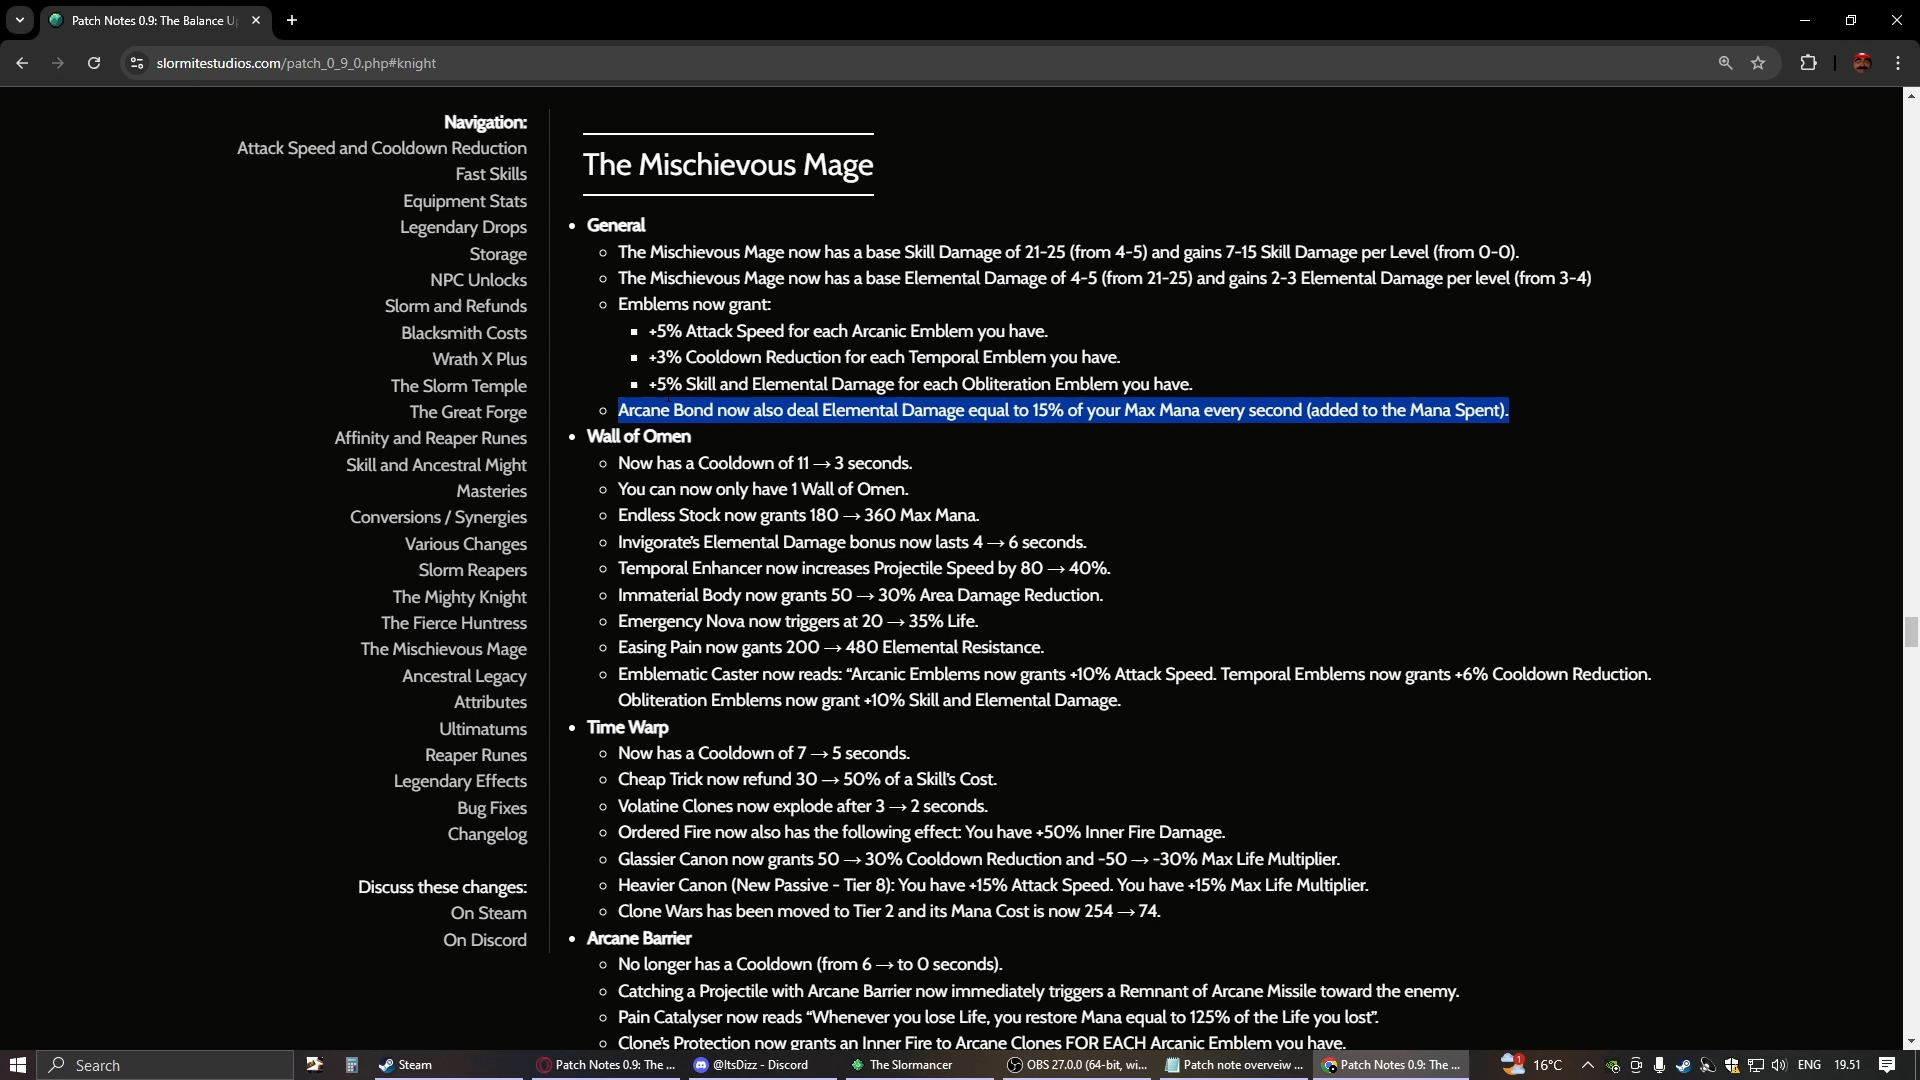 Patch Notes 0.9: The Balance U
slormitestudios.com/patch_0_9_0.php#knight
Navigation:
Attack Speed and Cooldown Reduction
Fast Skills
Equipment Stats
Legendary Drops
Storage
NPC Unlocks
Slorm and Refunds
Blacksmith Costs
Wrath X Plus
The Slorm Temple
The Great Forge
Affinity and Reaper Runes
Skill and Ancestral Might
Masteries
Conversions / Synergies
Various Changes
Slorm Reapers
The Mighty Knight
The Fierce Huntress
The Mischievous Mage
Ancestral Legacy
Attributes
Ultimatums
Reaper Runes
Legendary Effects
Bug Fixes
Changelog
Discuss these changes:
On Steam
On Discord
The Mischievous Mage
General
The Mischievous Mage now has a base Skill Damage of 21-25 (from 4-5) and gains 7-15 Skill Damage per Level (from 0-0).
The Mischievous Mage now has a base Elemental Damage of 4-5 (from 21-25) and gains 2-3 Elemental Damage per level (from 3-4)
Emblems now grant:
+5% Attack Speed for each Arcanic Emblem you have.
+3% Cooldown Reduction for each Temporal Emblem you have.
+5% Skill and Elemental Damage for each Obliteration Emblem you have.
Arcane Bond now also deal Elemental Damage equal to 15% of your Max Mana every second (added to the Mana Spent).
Wall of Omen
Now has a Cooldown of 11 → 3 seconds.
You can now only have 1 Wall of Omen.
Endless Stock now grants 180 → 360 Max Mana.
Invigorate's Elemental Damage bonus now lasts 4 → 6 seconds.
Temporal Enhancer now increases Projectile Speed by 80 → 40%.
Immaterial Body now grants 50 → 30% Area Damage Reduction.
Emergency Nova now triggers at 20 → 35% Life.
Easing Pain now gants 200 → 480 Elemental Resistance.
Emblematic Caster now reads: “Arcanic Emblems now grants +10% Attack Speed. Temporal Emblems now grants +6% Cooldown Reduction.
Obliteration Emblems now grant +10% Skill and Elemental Damage.
Time Warp
Now has a Cooldown of 7 → 5 seconds.
Cheap Trick now refund 30 → 50% of a Skill's Cost.
Volatine Clones now explode after 3 → 2 seconds.
Ordered Fire now also has the following effect: You have +50% Inner Fire Damage.
Glassier Canon now grants 50 → 30% Cooldown Reduction and -50 → -30% Max Life Multiplier.
Heavier Canon (New Passive - Tier 8): You have +15% Attack Speed. You have +15% Max Life Multiplier.
Clone Wars has been moved to Tier 2 and its Mana Cost is now 254 → 74.
Arcane Barrier
No longer has a Cooldown (from 6 → to 0 seconds).
Catching a Projectile with Arcane Barrier now immediately triggers a Remnant of Arcane Missile toward the enemy.
Pain Catalyser now reads “Whenever you lose Life, you restore Mana equal to 125% of the Life you lost”.
Clone's Protection now grants an Inner Fire to Arcane Clones FOR EACH Arcanic Emblem you have.
Search
Steam
Patch Notes 0.9: The ...
@ItsDizz - Discord
The Slormancer
OBS 27.0.0 (64-bit, wi...
Patch note overveiw ...
Patch Notes 0.9: The ...
1
16°C
ENG
19.51